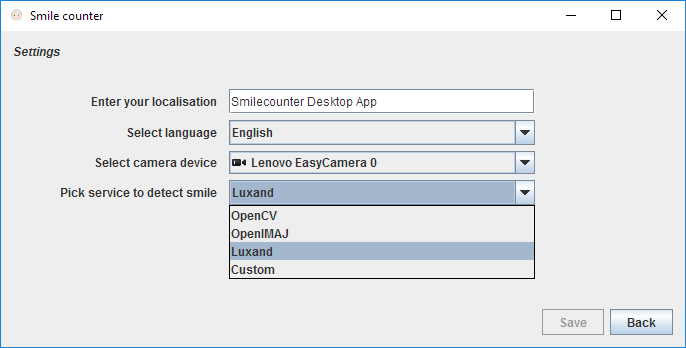 Smile counter
Settings
Enter your localisation Smilecounter Desktop App
Select language English
Select camera device Lenovo EasyCamera 0
Pick service to detect smile Luxand
OpenCV
OpenIMAJ
Luxand
Custom
Save Back